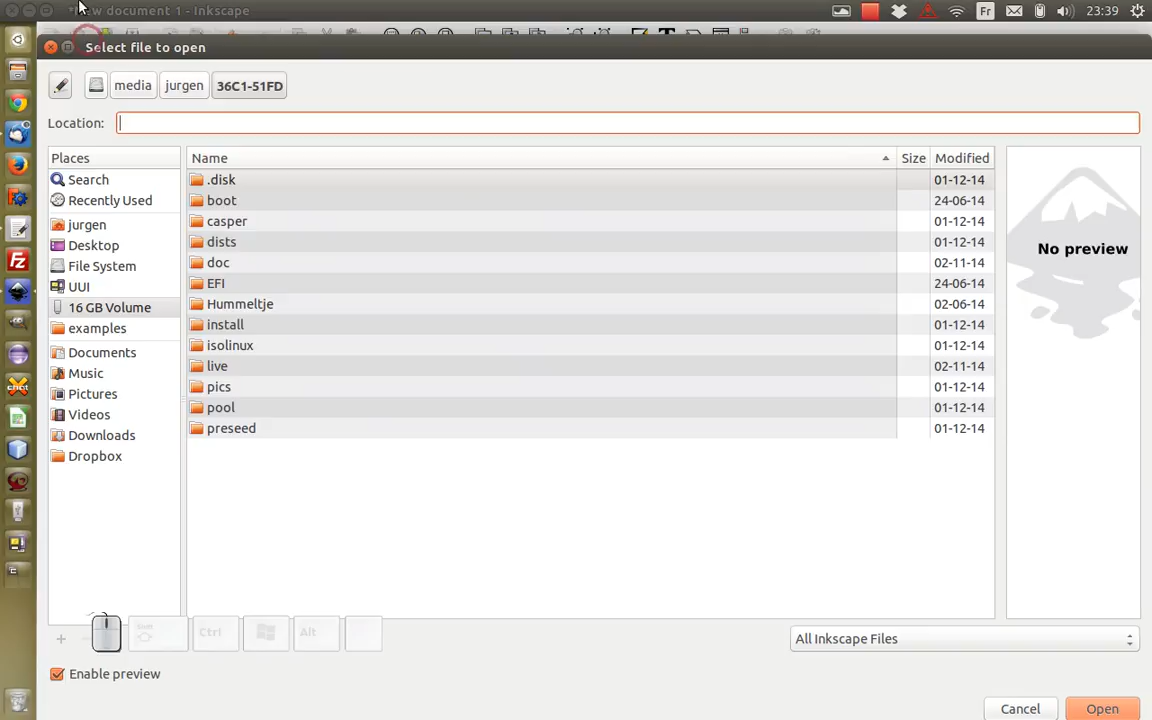 New document 1 - Inkscape
Fr
23:39
Select file to open
media
jurgen
36C1-51FD
Location:
Places
Name
Size
Modified
Search
.disk
01-12-14
Recently Used
boot
24-06-14
jurgen
casper
01-12-14
Desktop
dists
01-12-14
File System
doc
02-11-14
UUI
EFI
24-06-14
16 GB Volume
Hummeltje
02-06-14
examples
install
01-12-14
Documents
isolinux
01-12-14
Music
live
02-11-14
Pictures
pics
01-12-14
Videos
pool
01-12-14
Downloads
preseed
01-12-14
Dropbox
No preview
Shift
Ctrl
Alt
All Inkscape Files
Enable preview
Cancel
Open
Fz